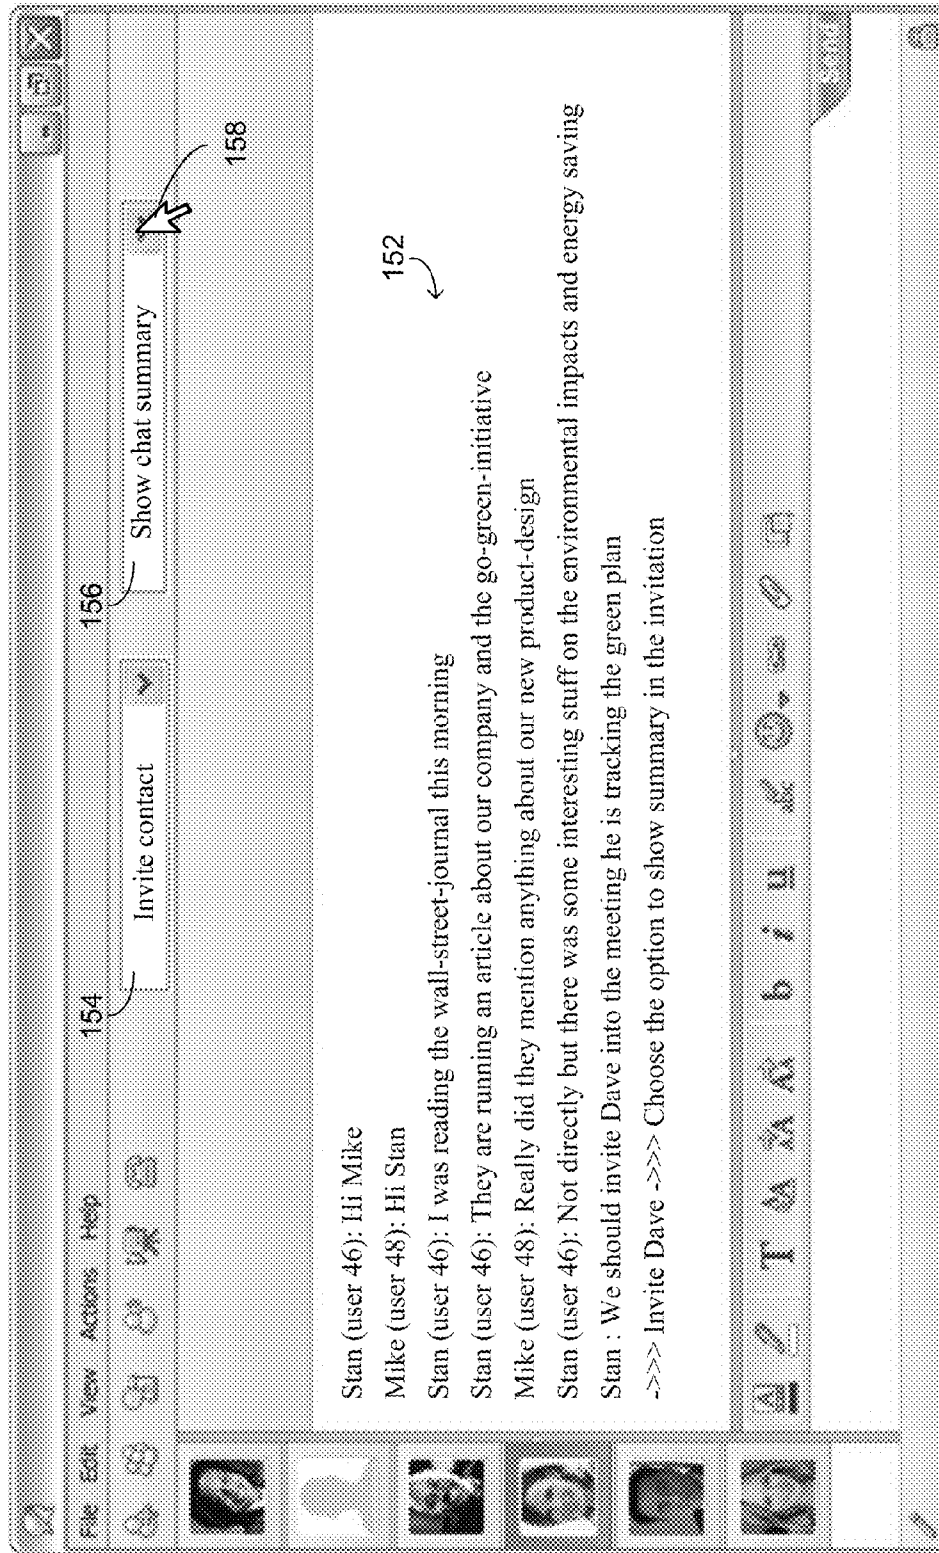 File Edit View Actions Help
154
Invite contact
156
Show chat summary
158
152
Stan (user 46): Hi Mike
Mike (user 48): Hi Stan
Stan (user 46): I was reading the wall-street-journal this morning
Stan (user 46): They are running an article about our company and the go-green-initiative
Mike (user 48): Really did they mention anything about our new product-design
Stan (user 46): Not directly but there was some interesting stuff on the environmental impacts and energy saving
Stan : We should invite Dave into the meeting he is tracking the green plan
->>> Invite Dave ->>> Choose the option to show summary in the invitation
A T b i u